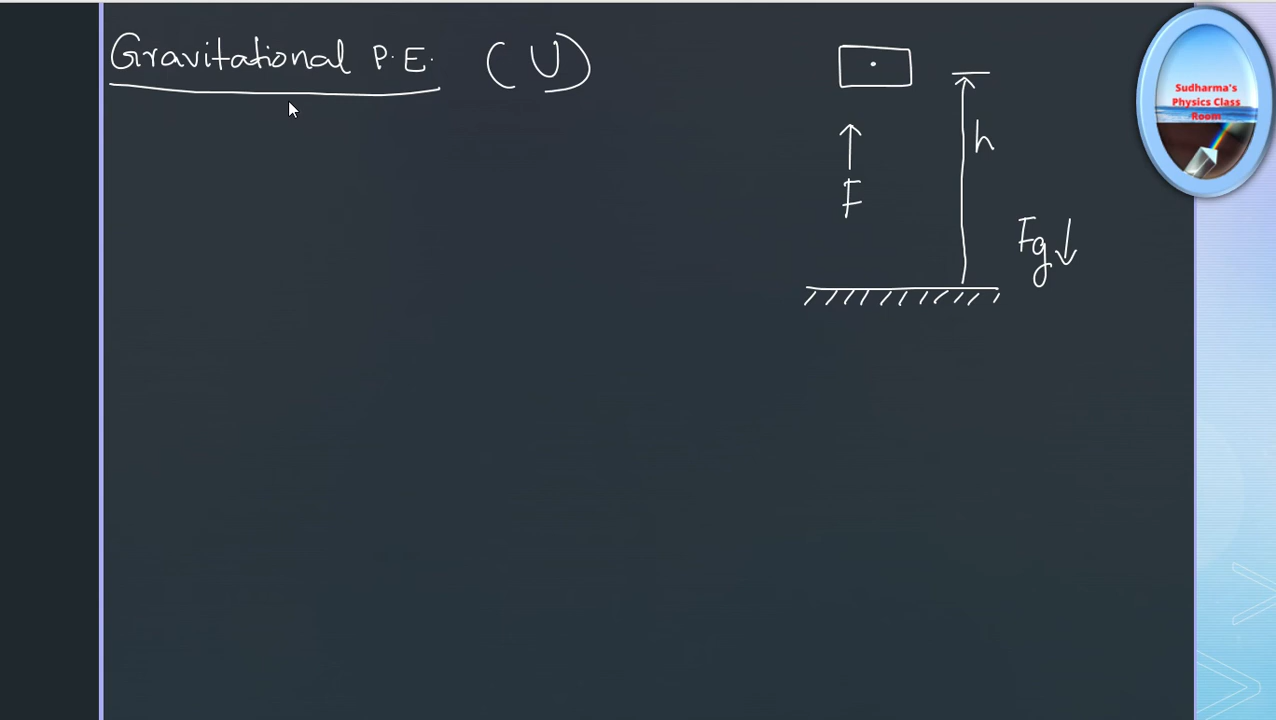 Gravitational P.E. (U)
h
F
Fg↓
Sudharma's
Physics Class
Room